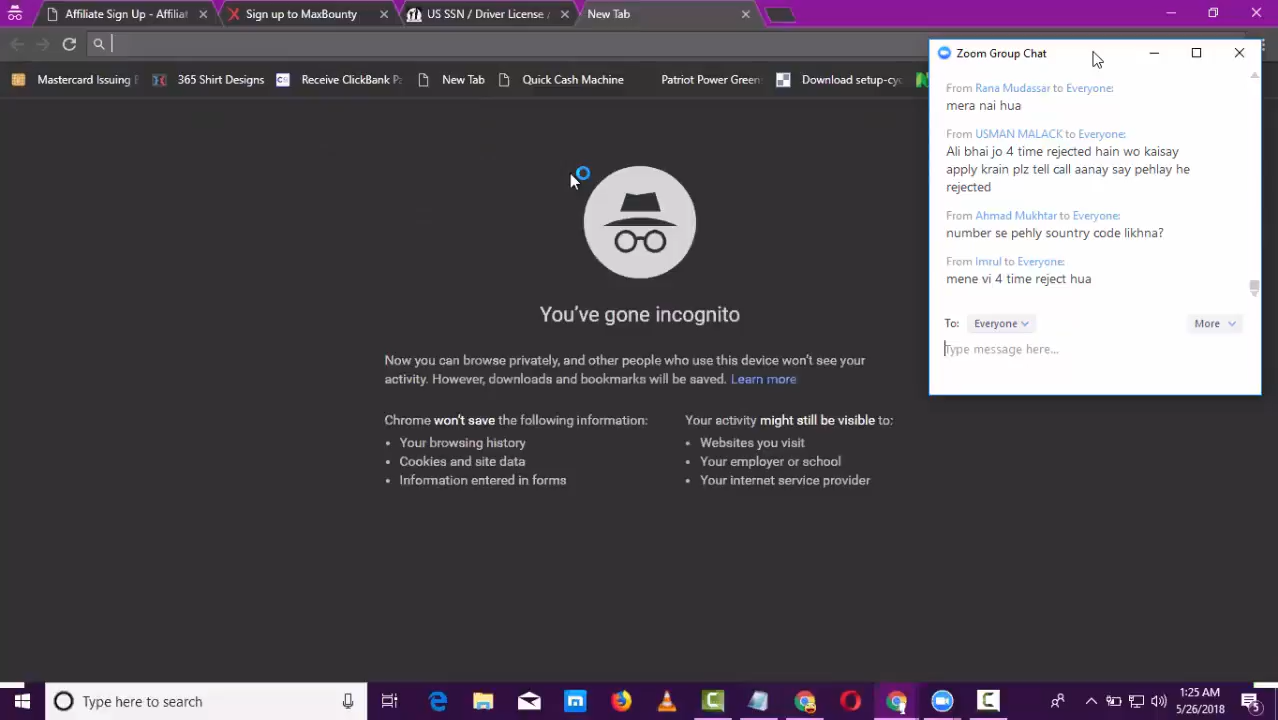 Affiliate Sign Up - Affiliat
Sign up to MaxBounty
US SSN / Driver License /
New Tab
Mastercard Issuing
365 Shirt Designs
Receive ClickBank Pa
New Tab
Quick Cash Machine
Patriot Power Green
Download setup-cyg
Zoom Group Chat
From Rana Mudassar to Everyone:
mera nai hua
From USMAN MALACK to Everyone:
Ali bhai jo 4 time rejected hain wo kaisay
apply krain plz tell call aanay say pehlay he
rejected
From Ahmad Mukhtar to Everyone:
number se pehly sountry code likhna?
From Imrul to Everyone:
mene vi 4 time reject hua
To: Everyone
More
Type message here...
You've gone incognito
Now you can browse privately, and other people who use this device won't see your
activity. However, downloads and bookmarks will be saved. Learn more
Chrome won't save the following information:
• Your browsing history
• Cookies and site data
• Information entered in forms
Your activity might still be visible to:
• Websites you visit
• Your employer or school
• Your internet service provider
Type here to search
1:25 AM
5/26/2018
5